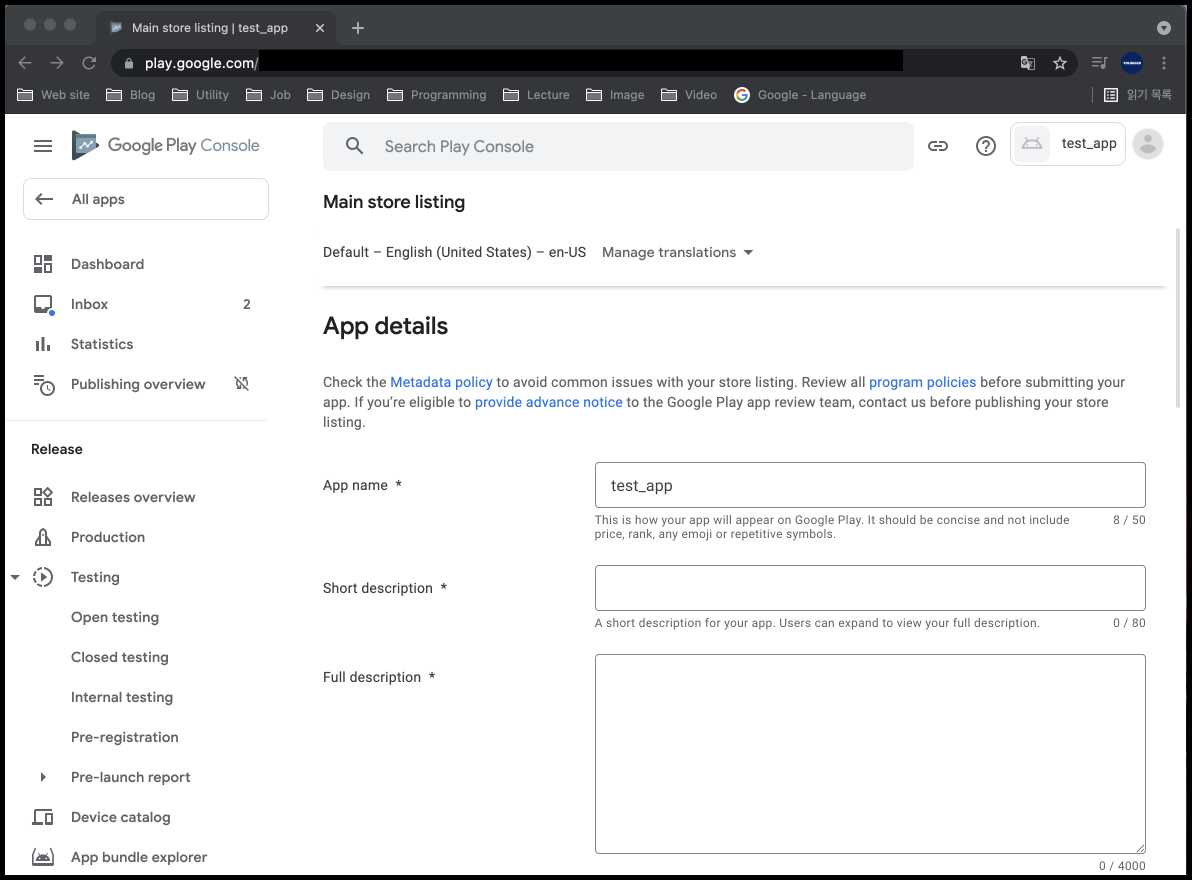 Main store listing | test_app
play.google.com/
Web site Blog Utility Job Design Programming Lecture Image Video Google - Language 읽기 목록
Google Play Console
Search Play Console
test_app
All apps
Dashboard
Inbox 2
Statistics
Publishing overview
Release
Releases overview
Production
Testing
Open testing
Closed testing
Internal testing
Pre-registration
Pre-launch report
Device catalog
App bundle explorer
Main store listing
Default – English (United States) – en-US Manage translations
App details
Check the Metadata policy to avoid common issues with your store listing. Review all program policies before submitting your
app. If you’re eligible to provide advance notice to the Google Play app review team, contact us before publishing your store
listing.
App name *
test_app
This is how your app will appear on Google Play. It should be concise and not include 8 / 50
price, rank, any emoji or repetitive symbols.
Short description *
A short description for your app. Users can expand to view your full description. 0 / 80
Full description *
0 / 4000